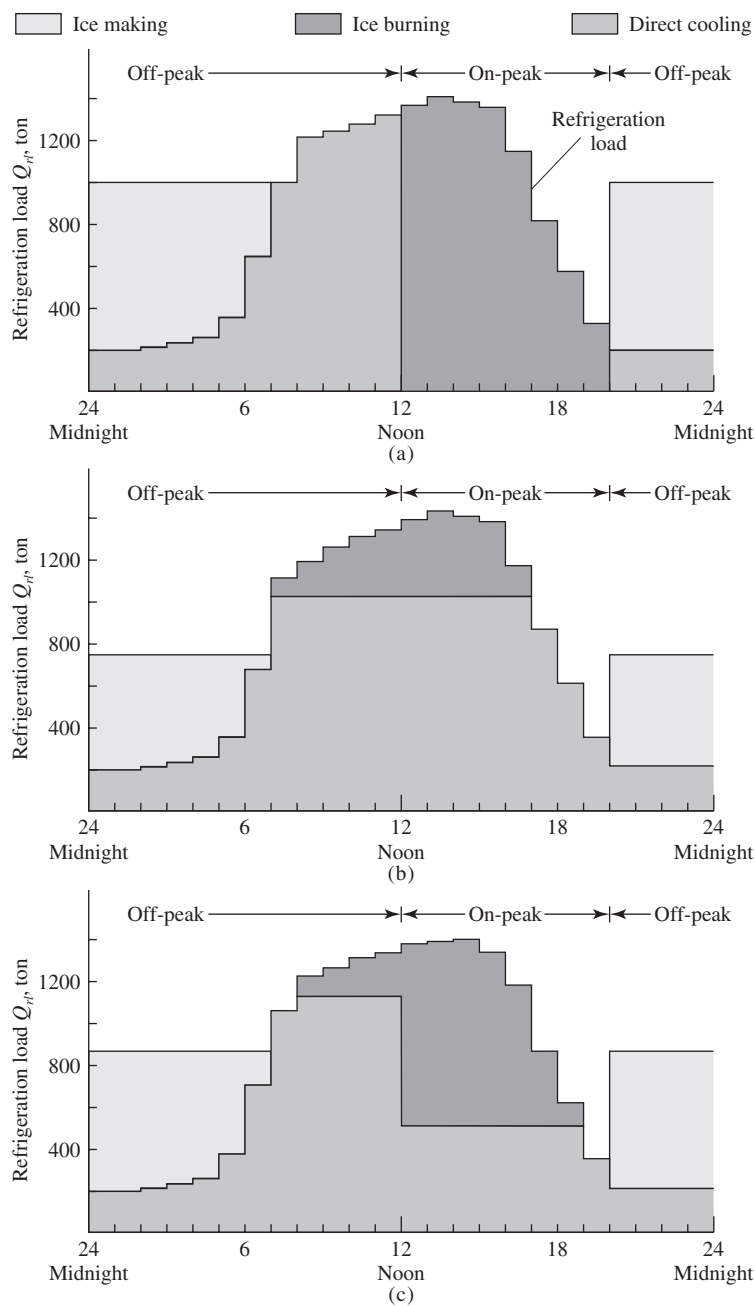 Ice making Ice burning Direct cooling
Off-peak On-peak Off-peak
Refrigeration load Q_rl, ton
1200
800
400
Refrigeration
load
24 6 12 18 24
Midnight Noon Midnight
(a)
Off-peak On-peak Off-peak
Refrigeration load Q_rl, ton
1200
800
400
24 6 12 18 24
Midnight Noon Midnight
(b)
Off-peak On-peak Off-peak
Refrigeration load Q_rl, ton
1200
800
400
24 6 12 18 24
Midnight Noon Midnight
(c)